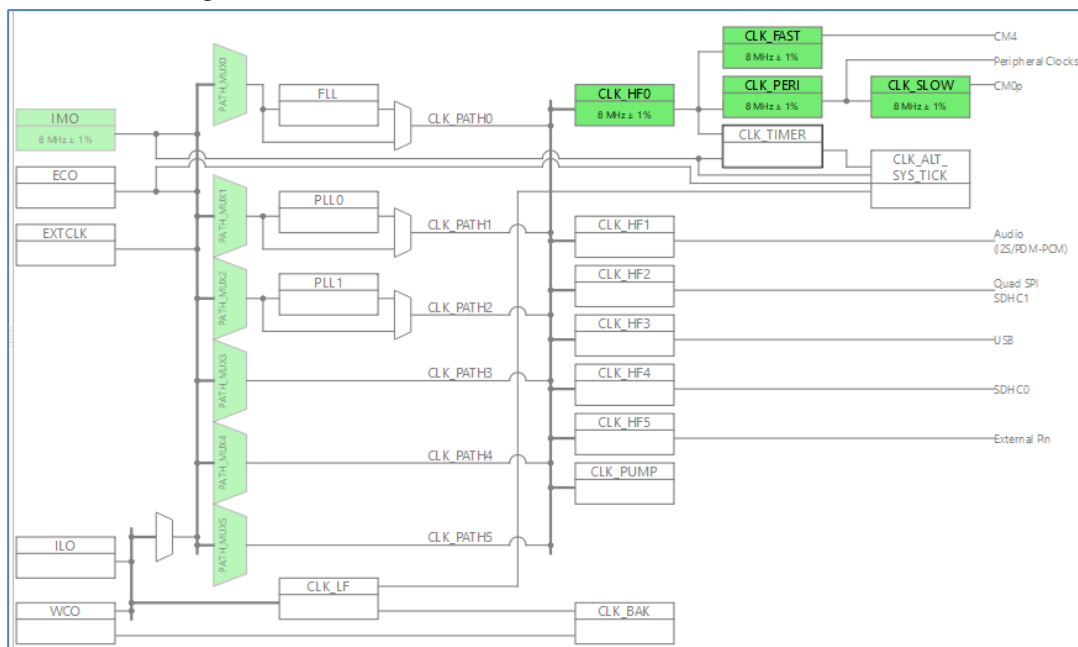 CLK_FAST
8 MHz ± 1%
CM4
Peripheral Clocks
PATH_MUX0
FLL
CLK_PATH0
CLK_HF0
8 MHz ± 1%
CLK_PERI
8 MHz ± 1%
CLK_SLOW
8 MHz ± 1%
CM0p
IMO
8 MHz ± 1%
CLK_TIMER
CLK_ALT_
SYS_TICK
ECO
EXTCLK
PATH_MUX1
PLL0
CLK_PATH1
CLK_HF1
Audio
(I2S/PDM-PCM)
PATH_MUX2
PLL1
CLK_PATH2
CLK_HF2
Quad SPI
SDHC1
CLK_HF3
USB
PATH_MUX3
CLK_PATH3
CLK_HF4
SDHC0
CLK_HF5
External Pin
PATH_MUX4
CLK_PATH4
CLK_PUMP
PATH_MUX5
CLK_PATH5
ILO
CLK_LF
WCO
CLK_BAK